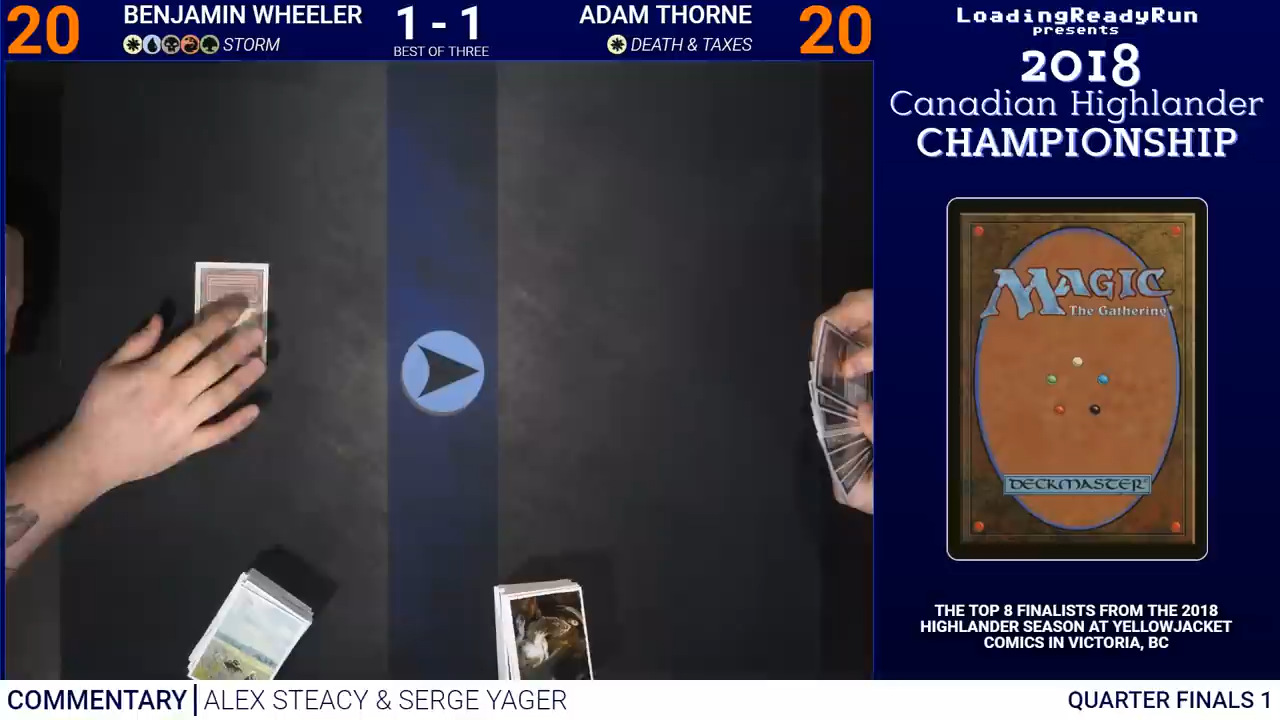 20
BENJAMIN WHEELER
STORM
1 - 1
BEST OF THREE
ADAM THORNE
DEATH & TAXES
20
LoadingReadyRun
presents
2018
Canadian Highlander
CHAMPIONSHIP
MAGIC
The Gathering®
DECKMASTER
THE TOP 8 FINALISTS FROM THE 2018
HIGHLANDER SEASON AT YELLOWJACKET
COMICS IN VICTORIA, BC
COMMENTARY | ALEX STEACY & SERGE YAGER
QUARTER FINALS 1